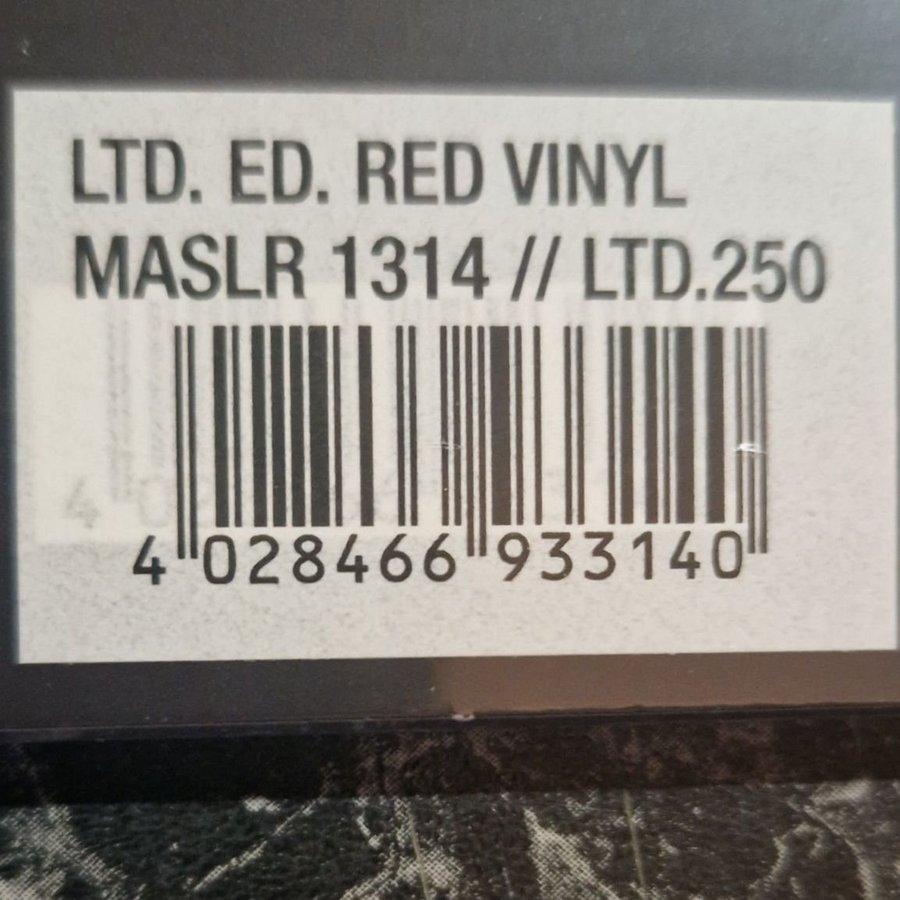 LTD. ED. RED VINYL
MASLR 1314 // LTD.250
4 028466 933140